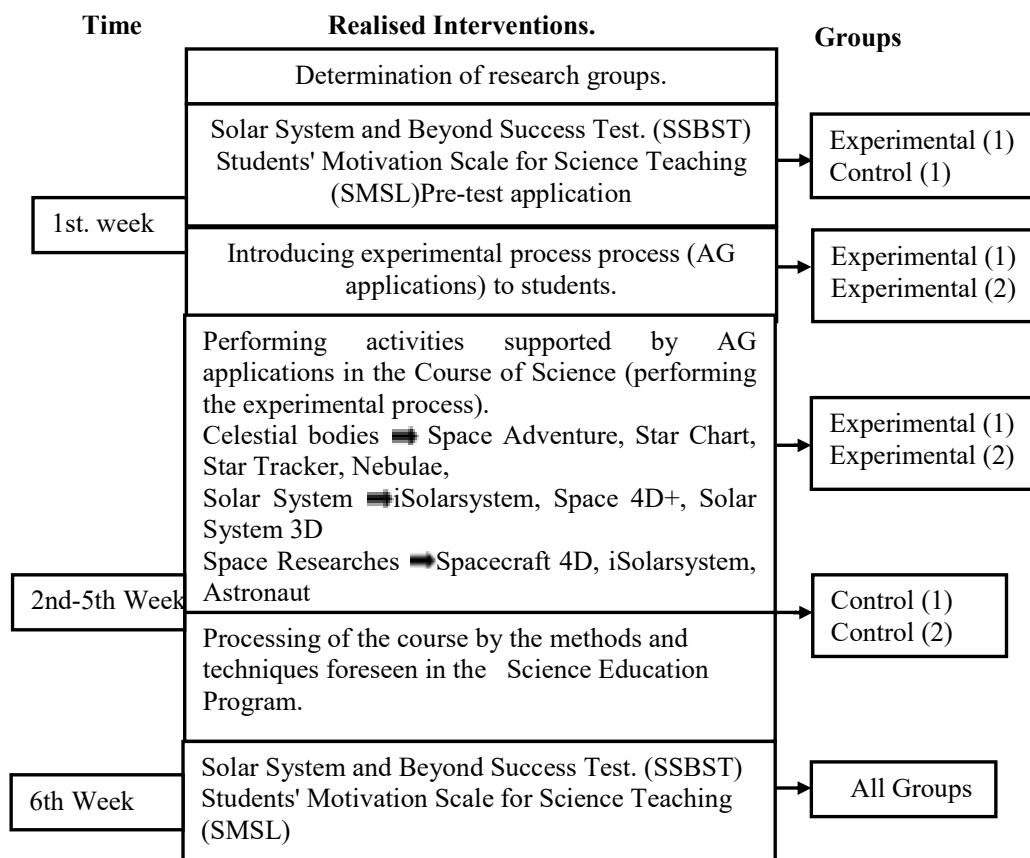 Time
Realised Interventions.
Groups
Determination of research groups.
Solar System and Beyond Success Test. (SSBST)
Students' Motivation Scale for Science Teaching
(SMSL)Pre-test application
Experimental (1)
Control (1)
1st. week
Introducing experimental process process (AG
applications) to students.
Experimental (1)
Experimental (2)
Performing activities supported by AG
applications in the Course of Science (performing
the experimental process).
Celestial bodies ➡ Space Adventure, Star Chart,
Star Tracker, Nebulae,
Solar System ➡iSolarsystem, Space 4D+, Solar
System 3D
Space Researches ➡Spacecraft 4D, iSolarsystem,
Astronaut
Experimental (1)
Experimental (2)
2nd-5th Week
Processing of the course by the methods and
techniques foreseen in the Science Education
Program.
Control (1)
Control (2)
6th Week
Solar System and Beyond Success Test. (SSBST)
Students' Motivation Scale for Science Teaching
(SMSL)
All Groups